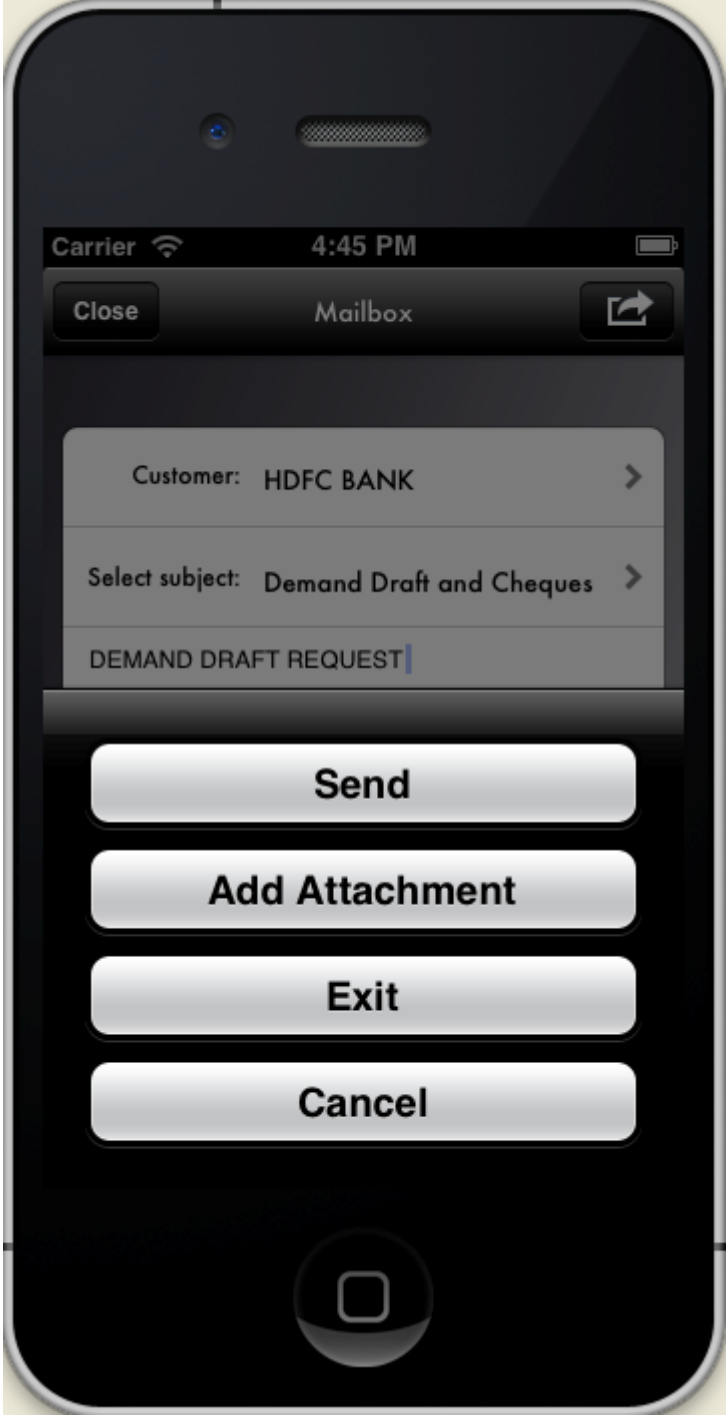 Carrier 4:45 PM
Close Mailbox
Customer: HDFC BANK
Select subject: Demand Draft and Cheques
DEMAND DRAFT REQUEST
Send
Add Attachment
Exit
Cancel